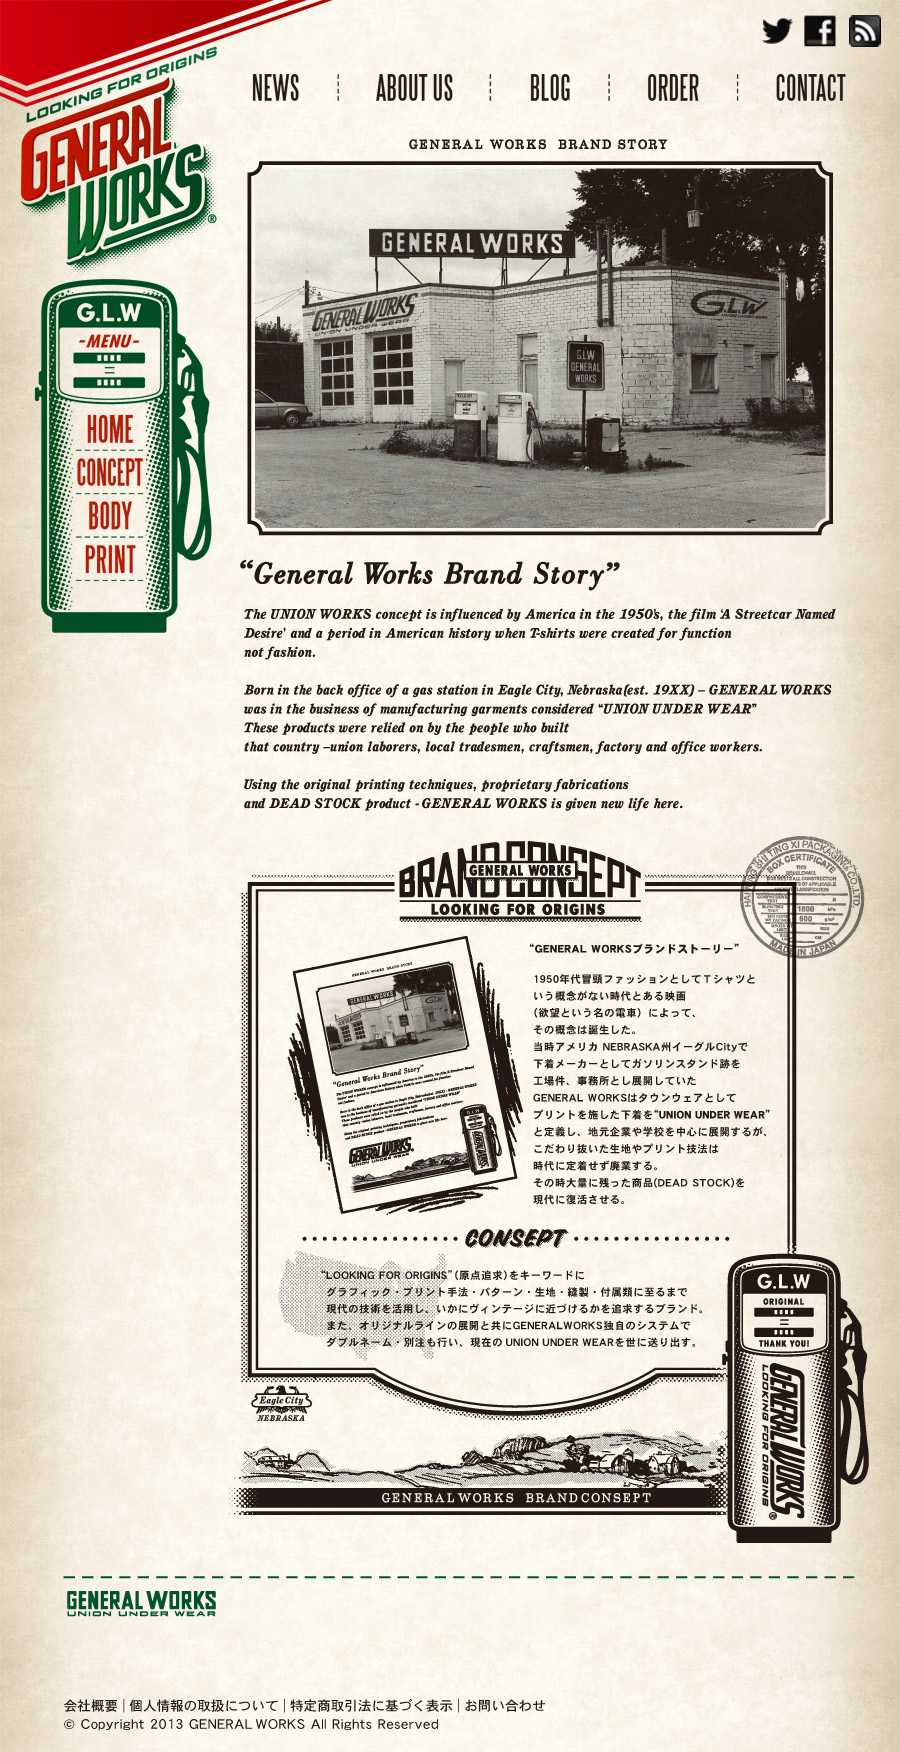 LOOKING FOR ORIGINS
GENERAL
WORKS
®
NEWS
ABOUT US
BLOG
ORDER
CONTACT
GENERAL WORKS BRAND STORY
GENERAL WORKS
GENERAL WORKS
UNION UNDER WEAR
G.L.W
G.L.W
GENERAL
WORKS
G.L.W
-MENU-
HOME
CONCEPT
BODY
PRINT
“General Works Brand Story”
The UNION WORKS concept is influenced by America in the 1950's, the film ‘A Streetcar Named
Desire’ and a period in American history when T-shirts were created for function
not fashion.
Born in the back office of a gas station in Eagle City, Nebraska(est. 19XX) – GENERAL WORKS
was in the business of manufacturing garments considered “UNION UNDER WEAR”
These products were relied on by the people who built
that country –union laborers, local tradesmen, craftsmen, factory and office workers.
Using the original printing techniques, proprietary fabrications
and DEAD STOCK product - GENERAL WORKS is given new life here.
BRAND CONSEPT
GENERAL WORKS
LOOKING FOR ORIGINS
BOX CERTIFICATE
1600
600
MADE IN JAPAN
“GENERAL WORKSブランドストーリー”
1950年代冒頭ファッションとしてTシャツと
いう概念がない時代とある映画
（欲望という名の電車）によって、
その概念は誕生した。
当時アメリカ NEBRASKA州イーグルCityで
下着メーカーとしてガソリンスタンド跡を
工場件、事務所とし展開していた
GENERAL WORKSはタウンウェアとして
プリントを施した下着を“UNION UNDER WEAR”
と定義し、地元企業や学校を中心に展開するが、
こだわり抜いた生地やプリント技法は
時代に定着せず廃業する。
その時大量に残った商品(DEAD STOCK)を
現代に復活させる。
GENERAL WORKS BRAND STORY
“General Works Brand Story”
GENERAL WORKS
UNION UNDER WEAR
CONSEPT
“LOOKING FOR ORIGINS”（原点追求）をキーワードに
グラフィック・プリント手法・パターン・生地・縫製・付属類に至るまで
現代の技術を活用し、いかにヴィンテージに近づけるかを追求するブランド。
また、オリジナルラインの展開と共にGENERALWORKS独自のシステムで
ダブルネーム・別注も行い、現在の UNION UNDER WEARを世に送り出す。
G.L.W
ORIGINAL
THANK YOU!
GENERAL WORKS®
LOOKING FOR ORIGINS
Eagle City
NEBRASKA
GENERAL WORKS BRAND CONSEPT
GENERAL WORKS
UNION UNDER WEAR
会社概要 | 個人情報の取扱について | 特定商取引法に基づく表示 | お問い合わせ
© Copyright 2013 GENERAL WORKS All Rights Reserved